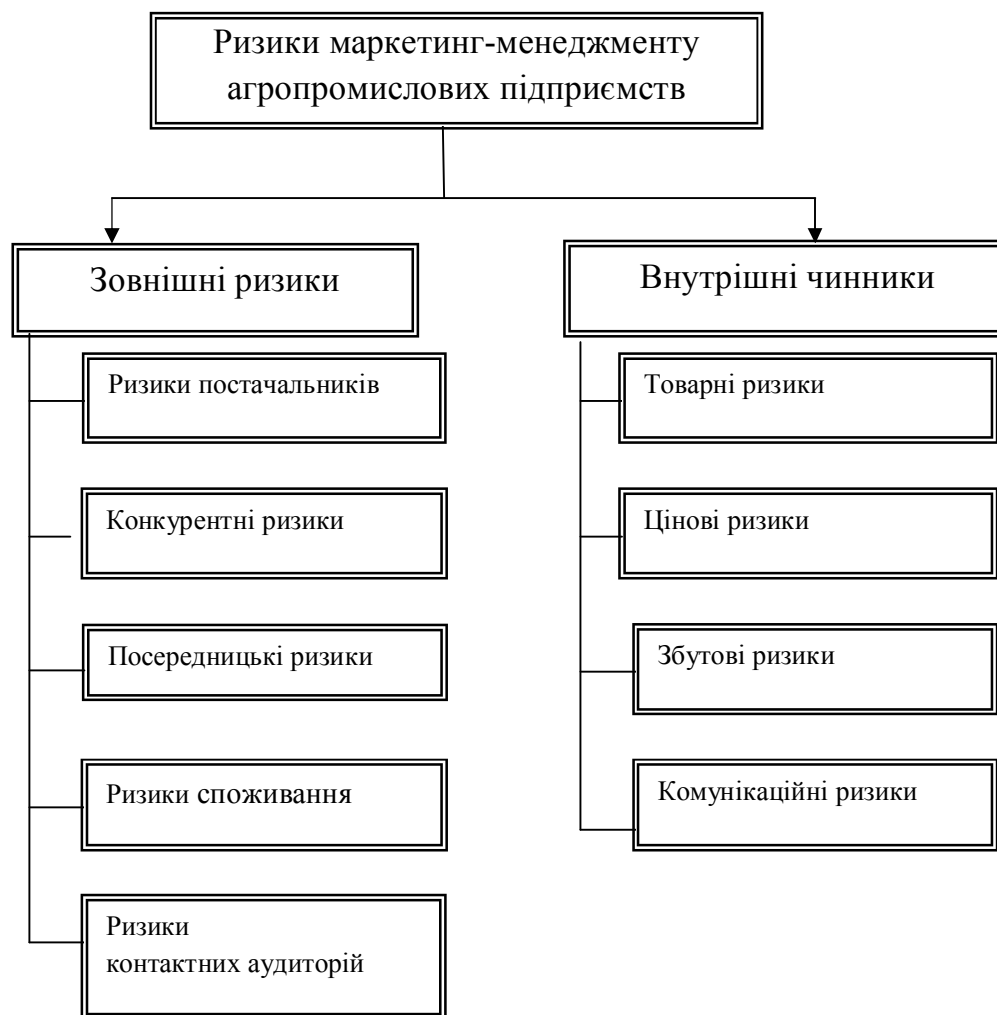 Ризики маркетинг-менеджменту
агропромислових підприємств
Зовнішні ризики
Ризики постачальників
Конкурентні ризики
Посередницькі ризики
Ризики споживання
Ризики
контактних аудиторій
Внутрішні чинники
Товарні ризики
Цінові ризики
Збутові ризики
Комунікаційні ризики